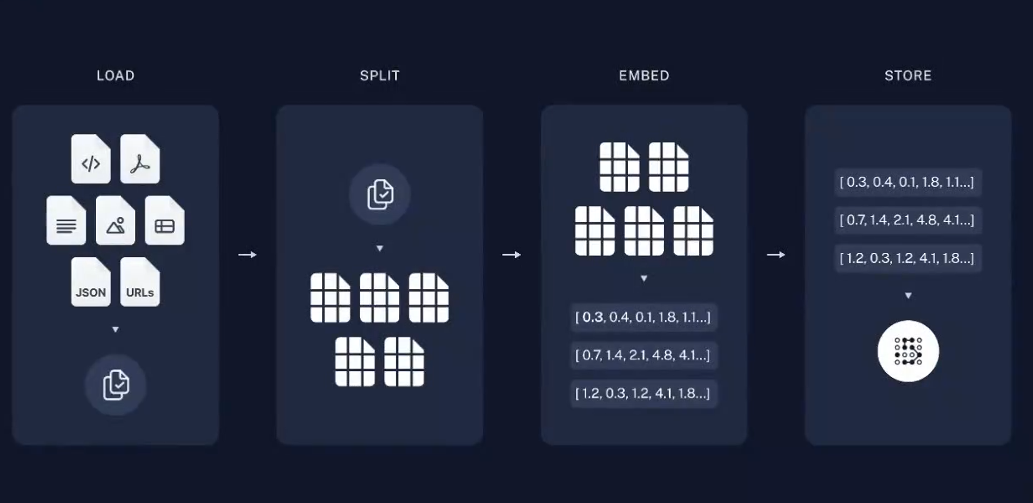 LOAD
SPLIT
EMBED
STORE
</>
JSON
URLs
[ 0.3, 0.4, 0.1, 1.8, 1.1...]
[ 0.7, 1.4, 2.1, 4.8, 4.1...]
[ 1.2, 0.3, 1.2, 4.1, 1.8...]
[ 0.3, 0.4, 0.1, 1.8, 1.1...]
[ 0.7, 1.4, 2.1, 4.8, 4.1...]
[ 1.2, 0.3, 1.2, 4.1, 1.8...]